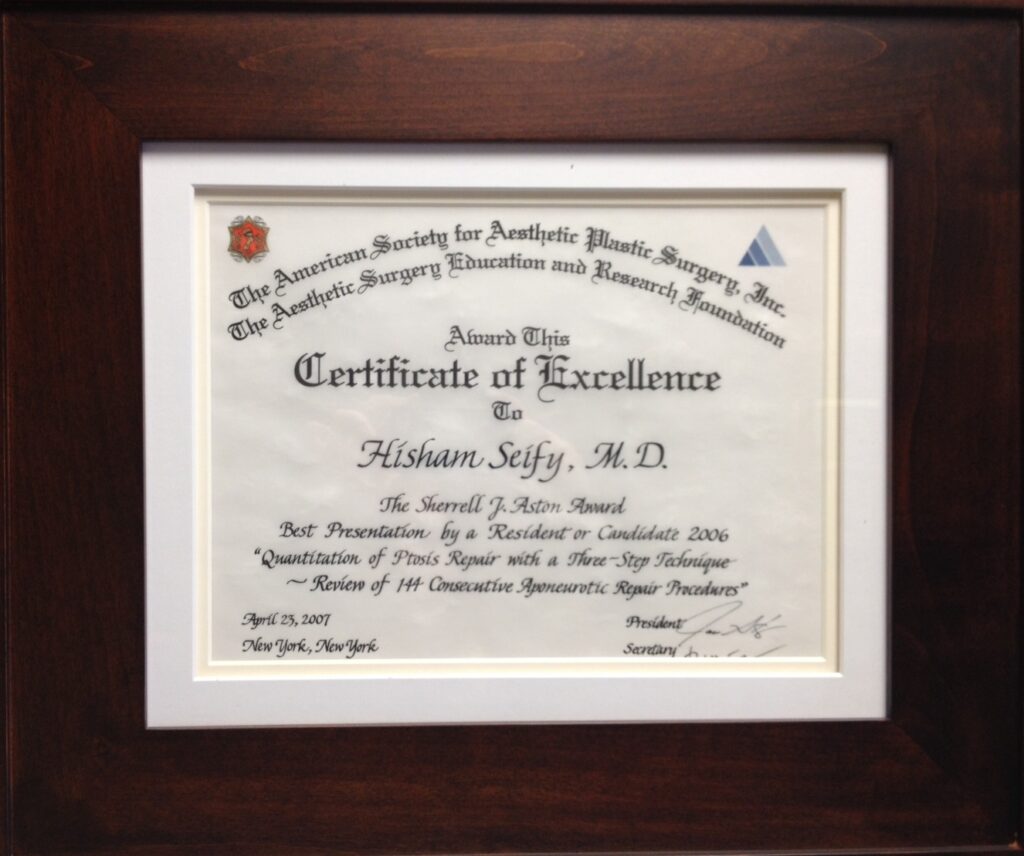 The American Society for Aesthetic Plastic Surgery, Inc.
The Aesthetic Surgery Education and Research Foundation
Award This
Certificate of Excellence
To
Hisham Seify, M.D.
The Sherrell J. Aston Award
Best Presentation by a Resident or Candidate 2006
"Quantitation of Ptosis Repair with a Three-Step Technique
~ Review of 144 Consecutive Aponeurotic Repair Procedures"
April 23, 2007
New York, New York
President
Secretary